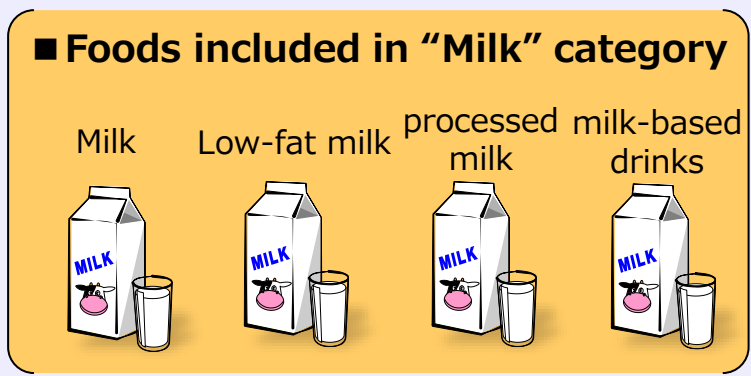 ■ Foods included in “Milk” category
Milk
Low-fat milk
processed
milk
milk-based
drinks
MILK
MILK
MILK
MILK